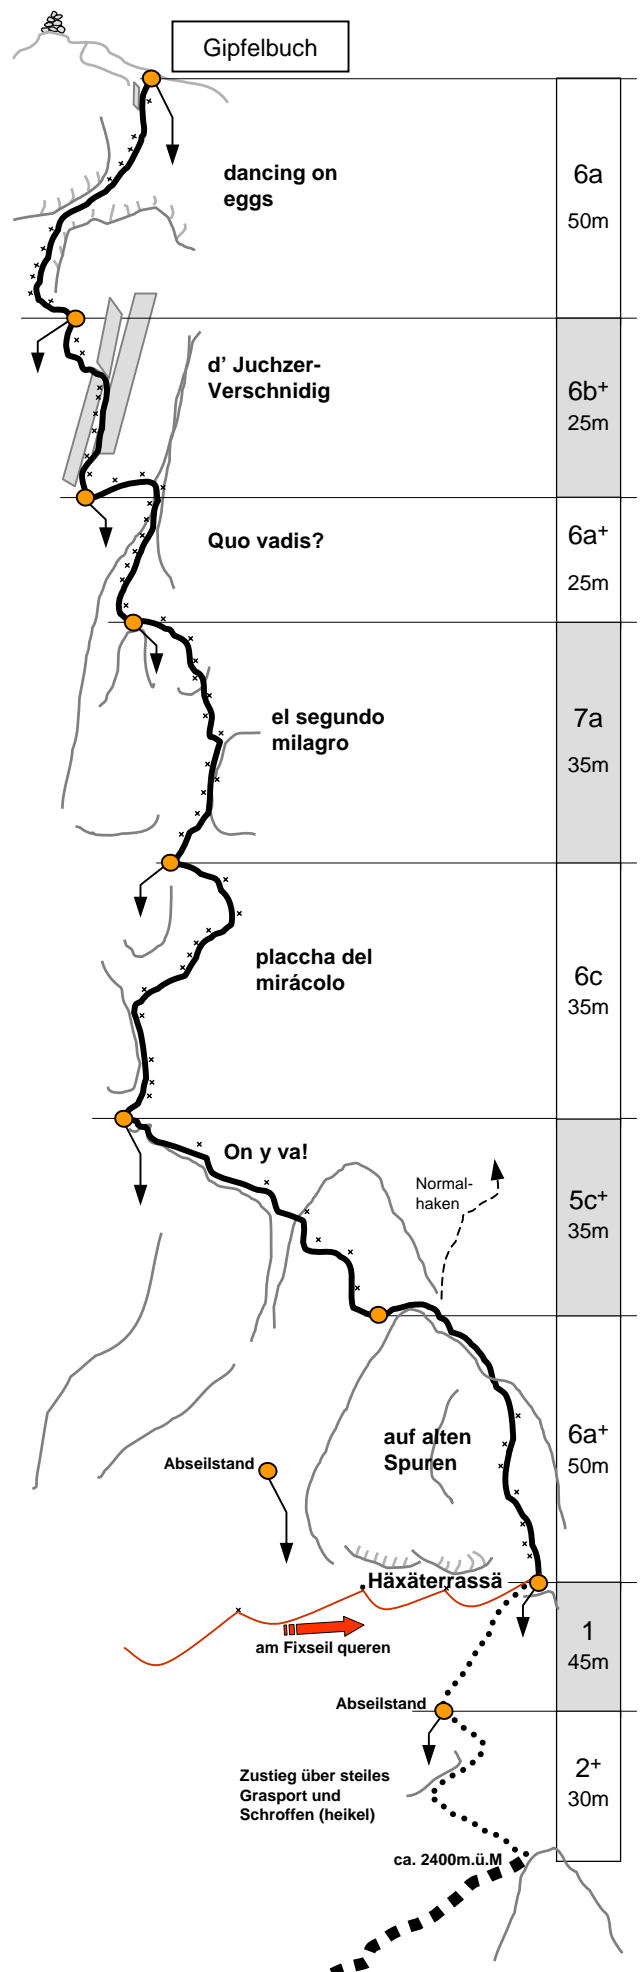 Gipfelbuch
dancing on
eggs
6a
50m
d' Juchzer-
Verschnidig
6b+
25m
Quo vadis?
6a+
25m
el segundo
milagro
7a
35m
placcha del
mirácolo
6c
35m
On y va!
Normal-
haken
5c+
35m
auf alten
Spuren
6a+
50m
Abseilstand
Häxäterrassä
am Fixseil queren
1
45m
Abseilstand
Zustieg über steiles
Grasport und
Schroffen (heikel)
2+
30m
ca. 2400m.ü.M